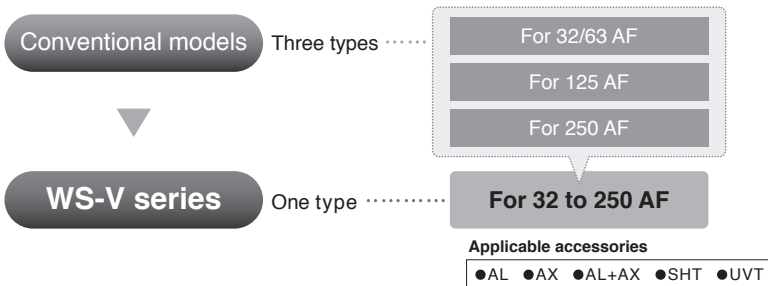 Conventional models Three types ······ For 32/63 AF
For 125 AF
For 250 AF
WS-V series One type ·········· For 32 to 250 AF
Applicable accessories
●AL ●AX ●AL+AX ●SHT ●UVT